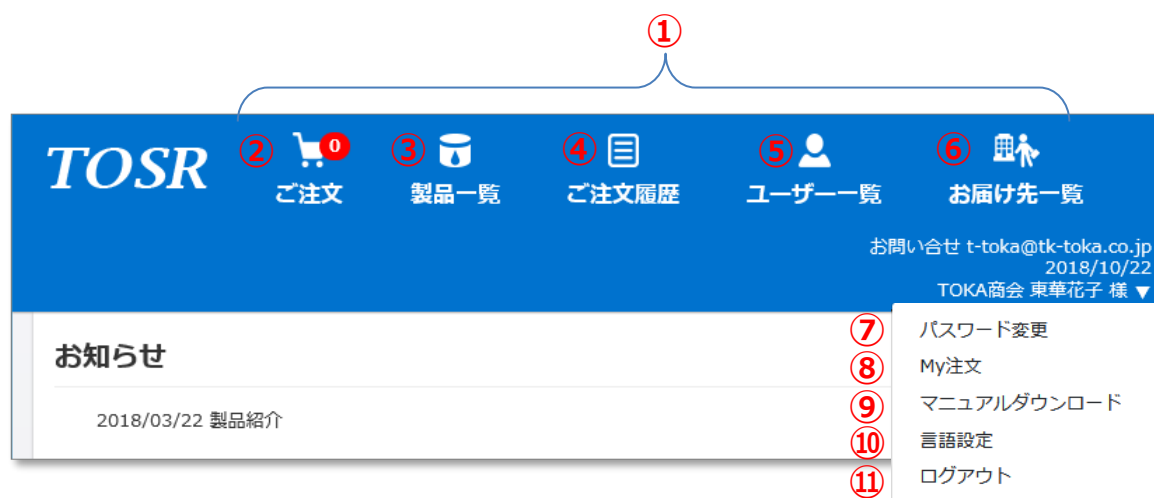 ①
TOSR
② 0 ③ ④ ⑤ ⑥
ご注文 製品一覧 ご注文履歴 ユーザー一覧 お届け先一覧
お問い合せ t-toka@tk-toka.co.jp
2018/10/22
TOKA商会 東華花子 様 ▼
お知らせ
2018/03/22 製品紹介
⑦ パスワード変更
⑧ My注文
⑨ マニュアルダウンロード
⑩ 言語設定
⑪ ログアウト